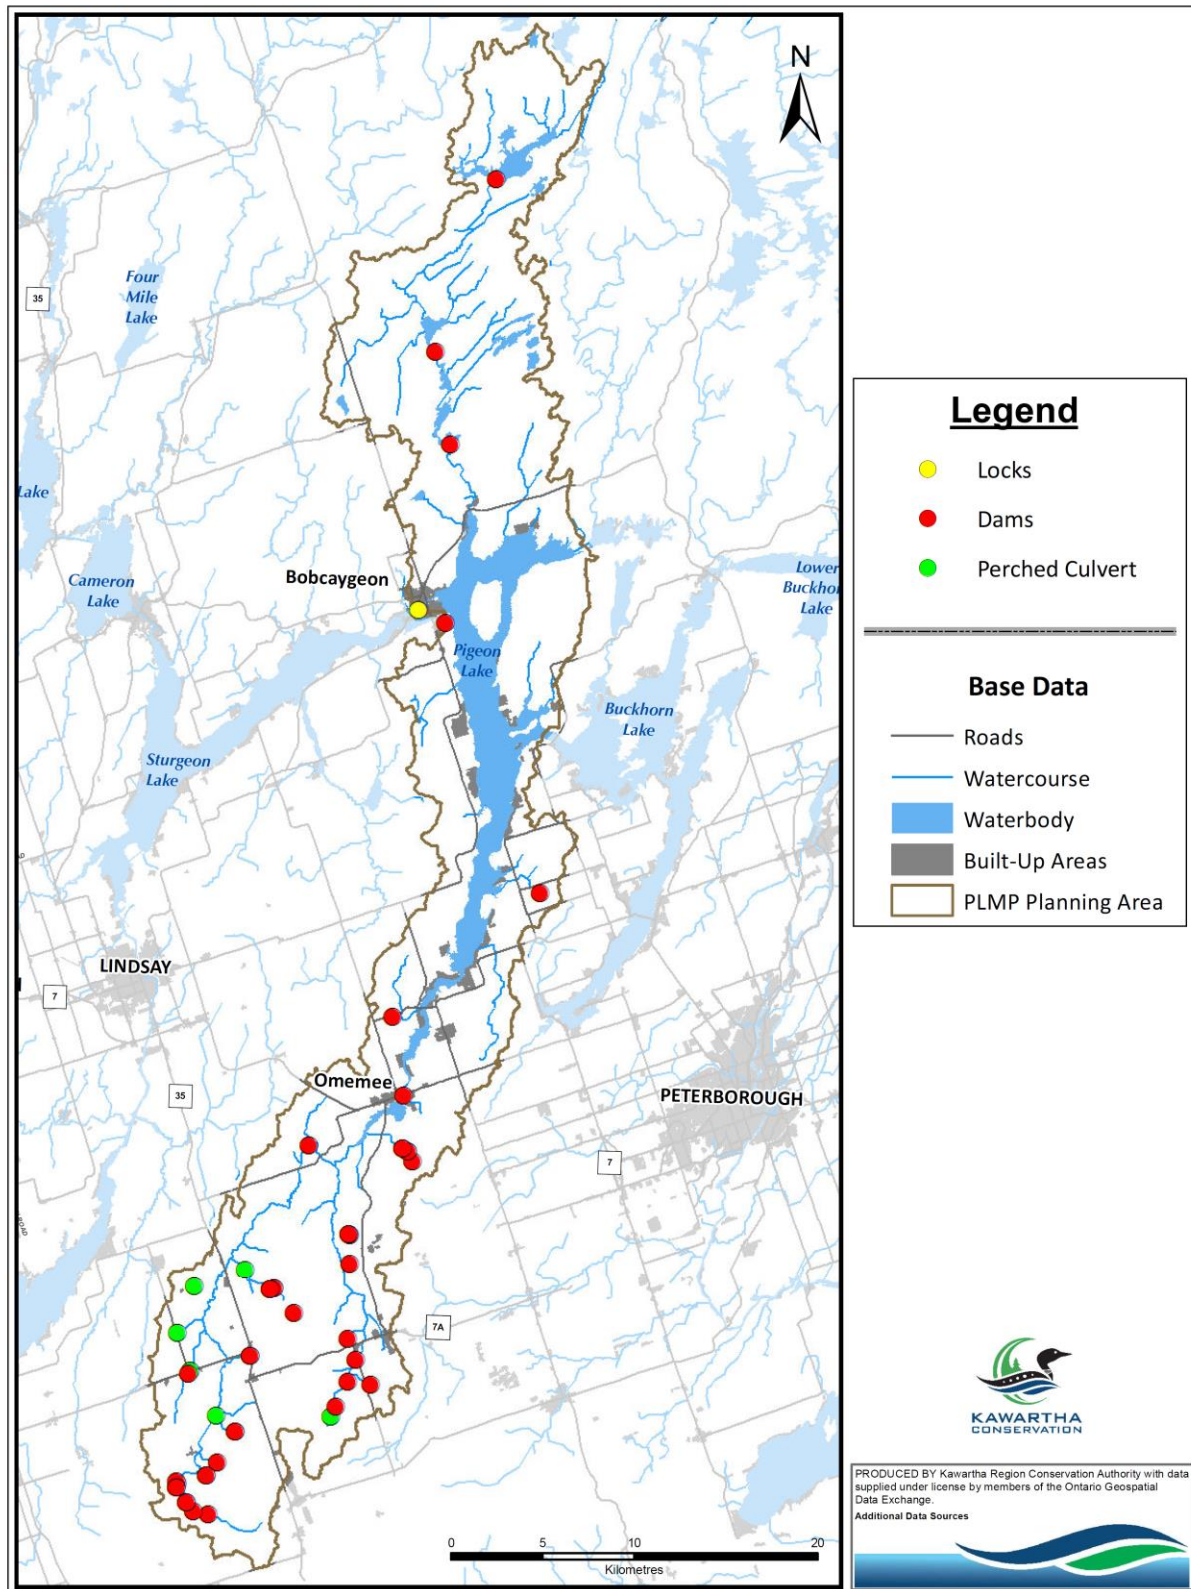 N
35
Four
Mile
Lake
Lake
Cameron
Lake
Bobcaygeon
Lower
Buckhor
Lake
Pigeon
Lake
Buckhorn
Lake
Sturgeon
Lake
LINDSAY
7
Omemee
35
PETERBOROUGH
7
7A
0 5 10 20
Kilometres
Legend
Locks
Dams
Perched Culvert
Base Data
Roads
Watercourse
Waterbody
Built-Up Areas
PLMP Planning Area
KAWARTHA
CONSERVATION
PRODUCED BY Kawartha Region Conservation Authority with data
supplied under license by members of the Ontario Geospatial
Data Exchange.
Additional Data Sources